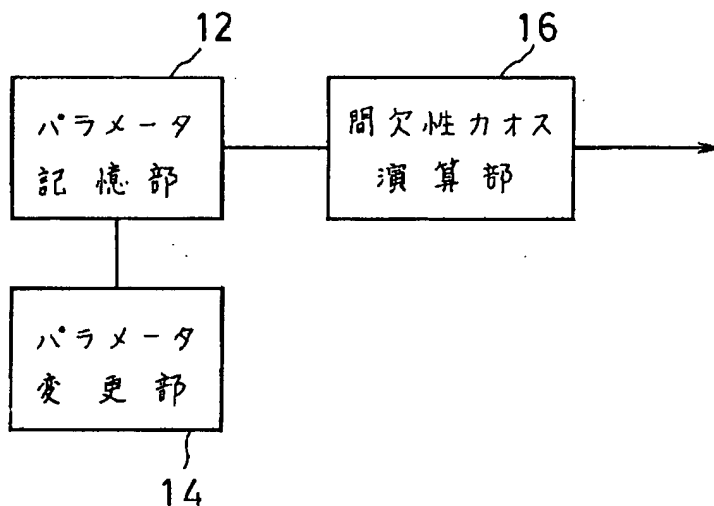 12
パラメータ
記憶部
16
間欠性カオス
演算部
パラメータ
変更部
14